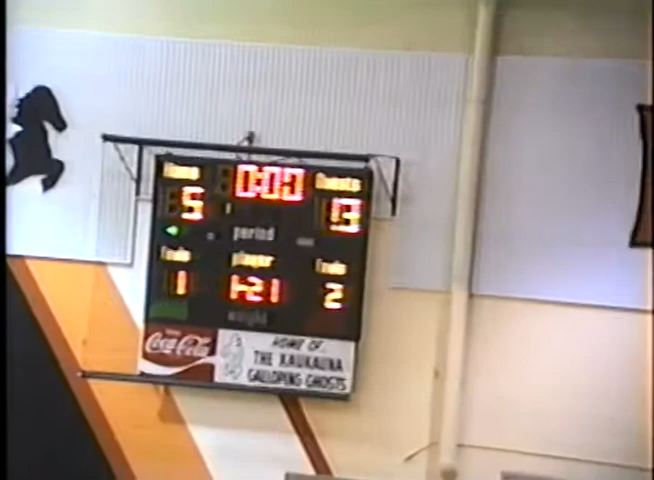 Home 0:00 Guests
5 13
period
Fouls player Fouls
1 1-21 2
weight
Coca-Cola
HOME OF
THE KAUKAUNA
GALLOPING GHOSTS